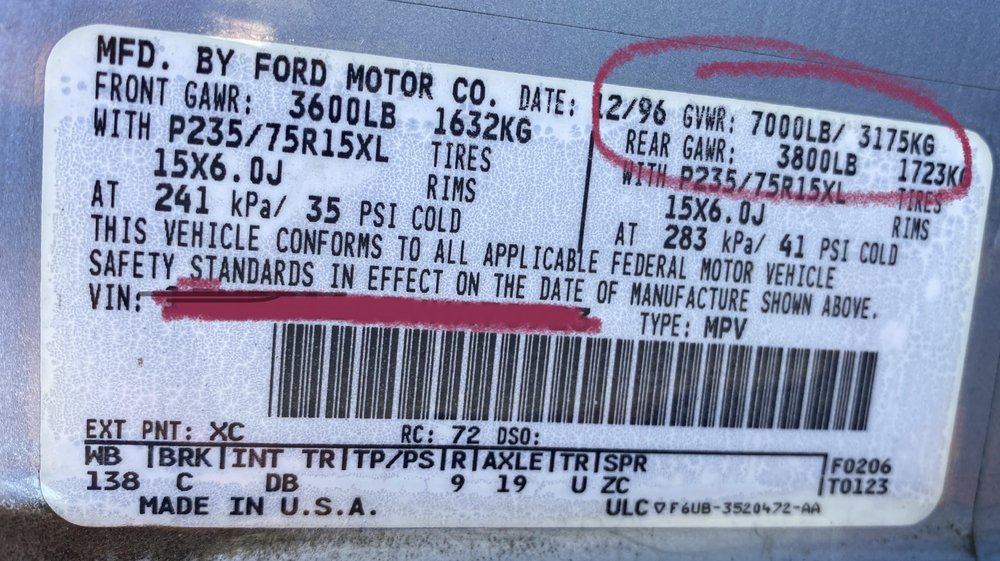 MFD. BY FORD MOTOR CO. DATE: 12/96 GVWR: 7000LB/ 3175KG
FRONT GAWR: 3600LB 1632KG REAR GAWR: 3800LB 1723KG
WITH P235/75R15XL TIRES WITH P235/75R15XL TIRES
15X6.0J RIMS 15X6.0J RIMS
AT 241 kPa/ 35 PSI COLD AT 283 kPa/ 41 PSI COLD
THIS VEHICLE CONFORMS TO ALL APPLICABLE FEDERAL MOTOR VEHICLE
SAFETY STANDARDS IN EFFECT ON THE DATE OF MANUFACTURE SHOWN ABOVE.
VIN: TYPE: MPV
EXT PNT: XC RC: 72 DSO:
WB |BRK|INT TR|TP/PS|R|AXLE|TR|SPR F0206
138 C DB 9 19 U ZC T0123
MADE IN U.S.A. ULC ▽F6UB-3520472-AA